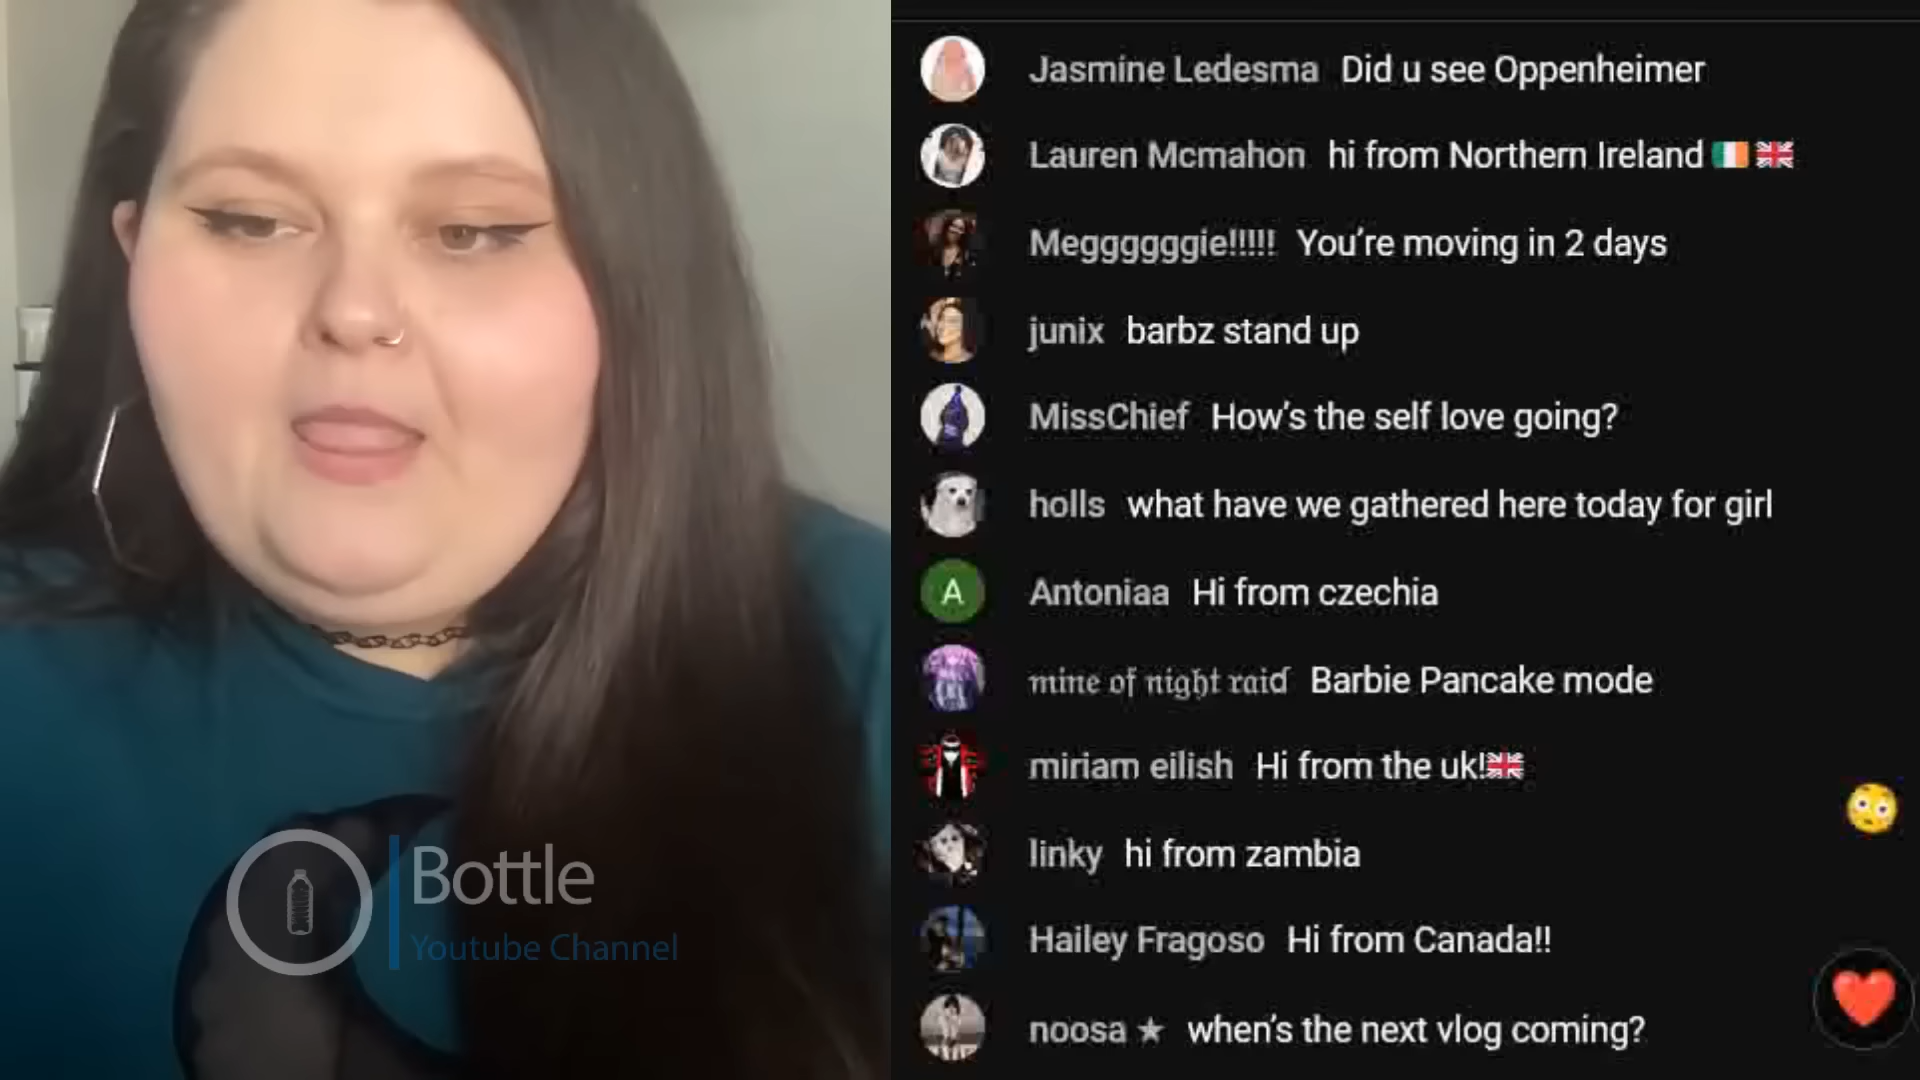 Jasmine Ledesma Did u see Oppenheimer
Lauren Mcmahon hi from Northern Ireland 🇮🇪🇬🇧
Meggggggie!!!!! You’re moving in 2 days
junix barbz stand up
MissChief How’s the self love going?
holls what have we gathered here today for girl
A Antoniaa Hi from czechia
𝔪𝔦𝔫𝔢 𝔬𝔣 𝔫𝔦𝔤𝔥𝔱 𝔯𝔞𝔦𝔡 Barbie Pancake mode
miriam eilish Hi from the uk!🇬🇧
linky hi from zambia
Hailey Fragoso Hi from Canada!!
noosa ★ when’s the next vlog coming?
Bottle
Youtube Channel